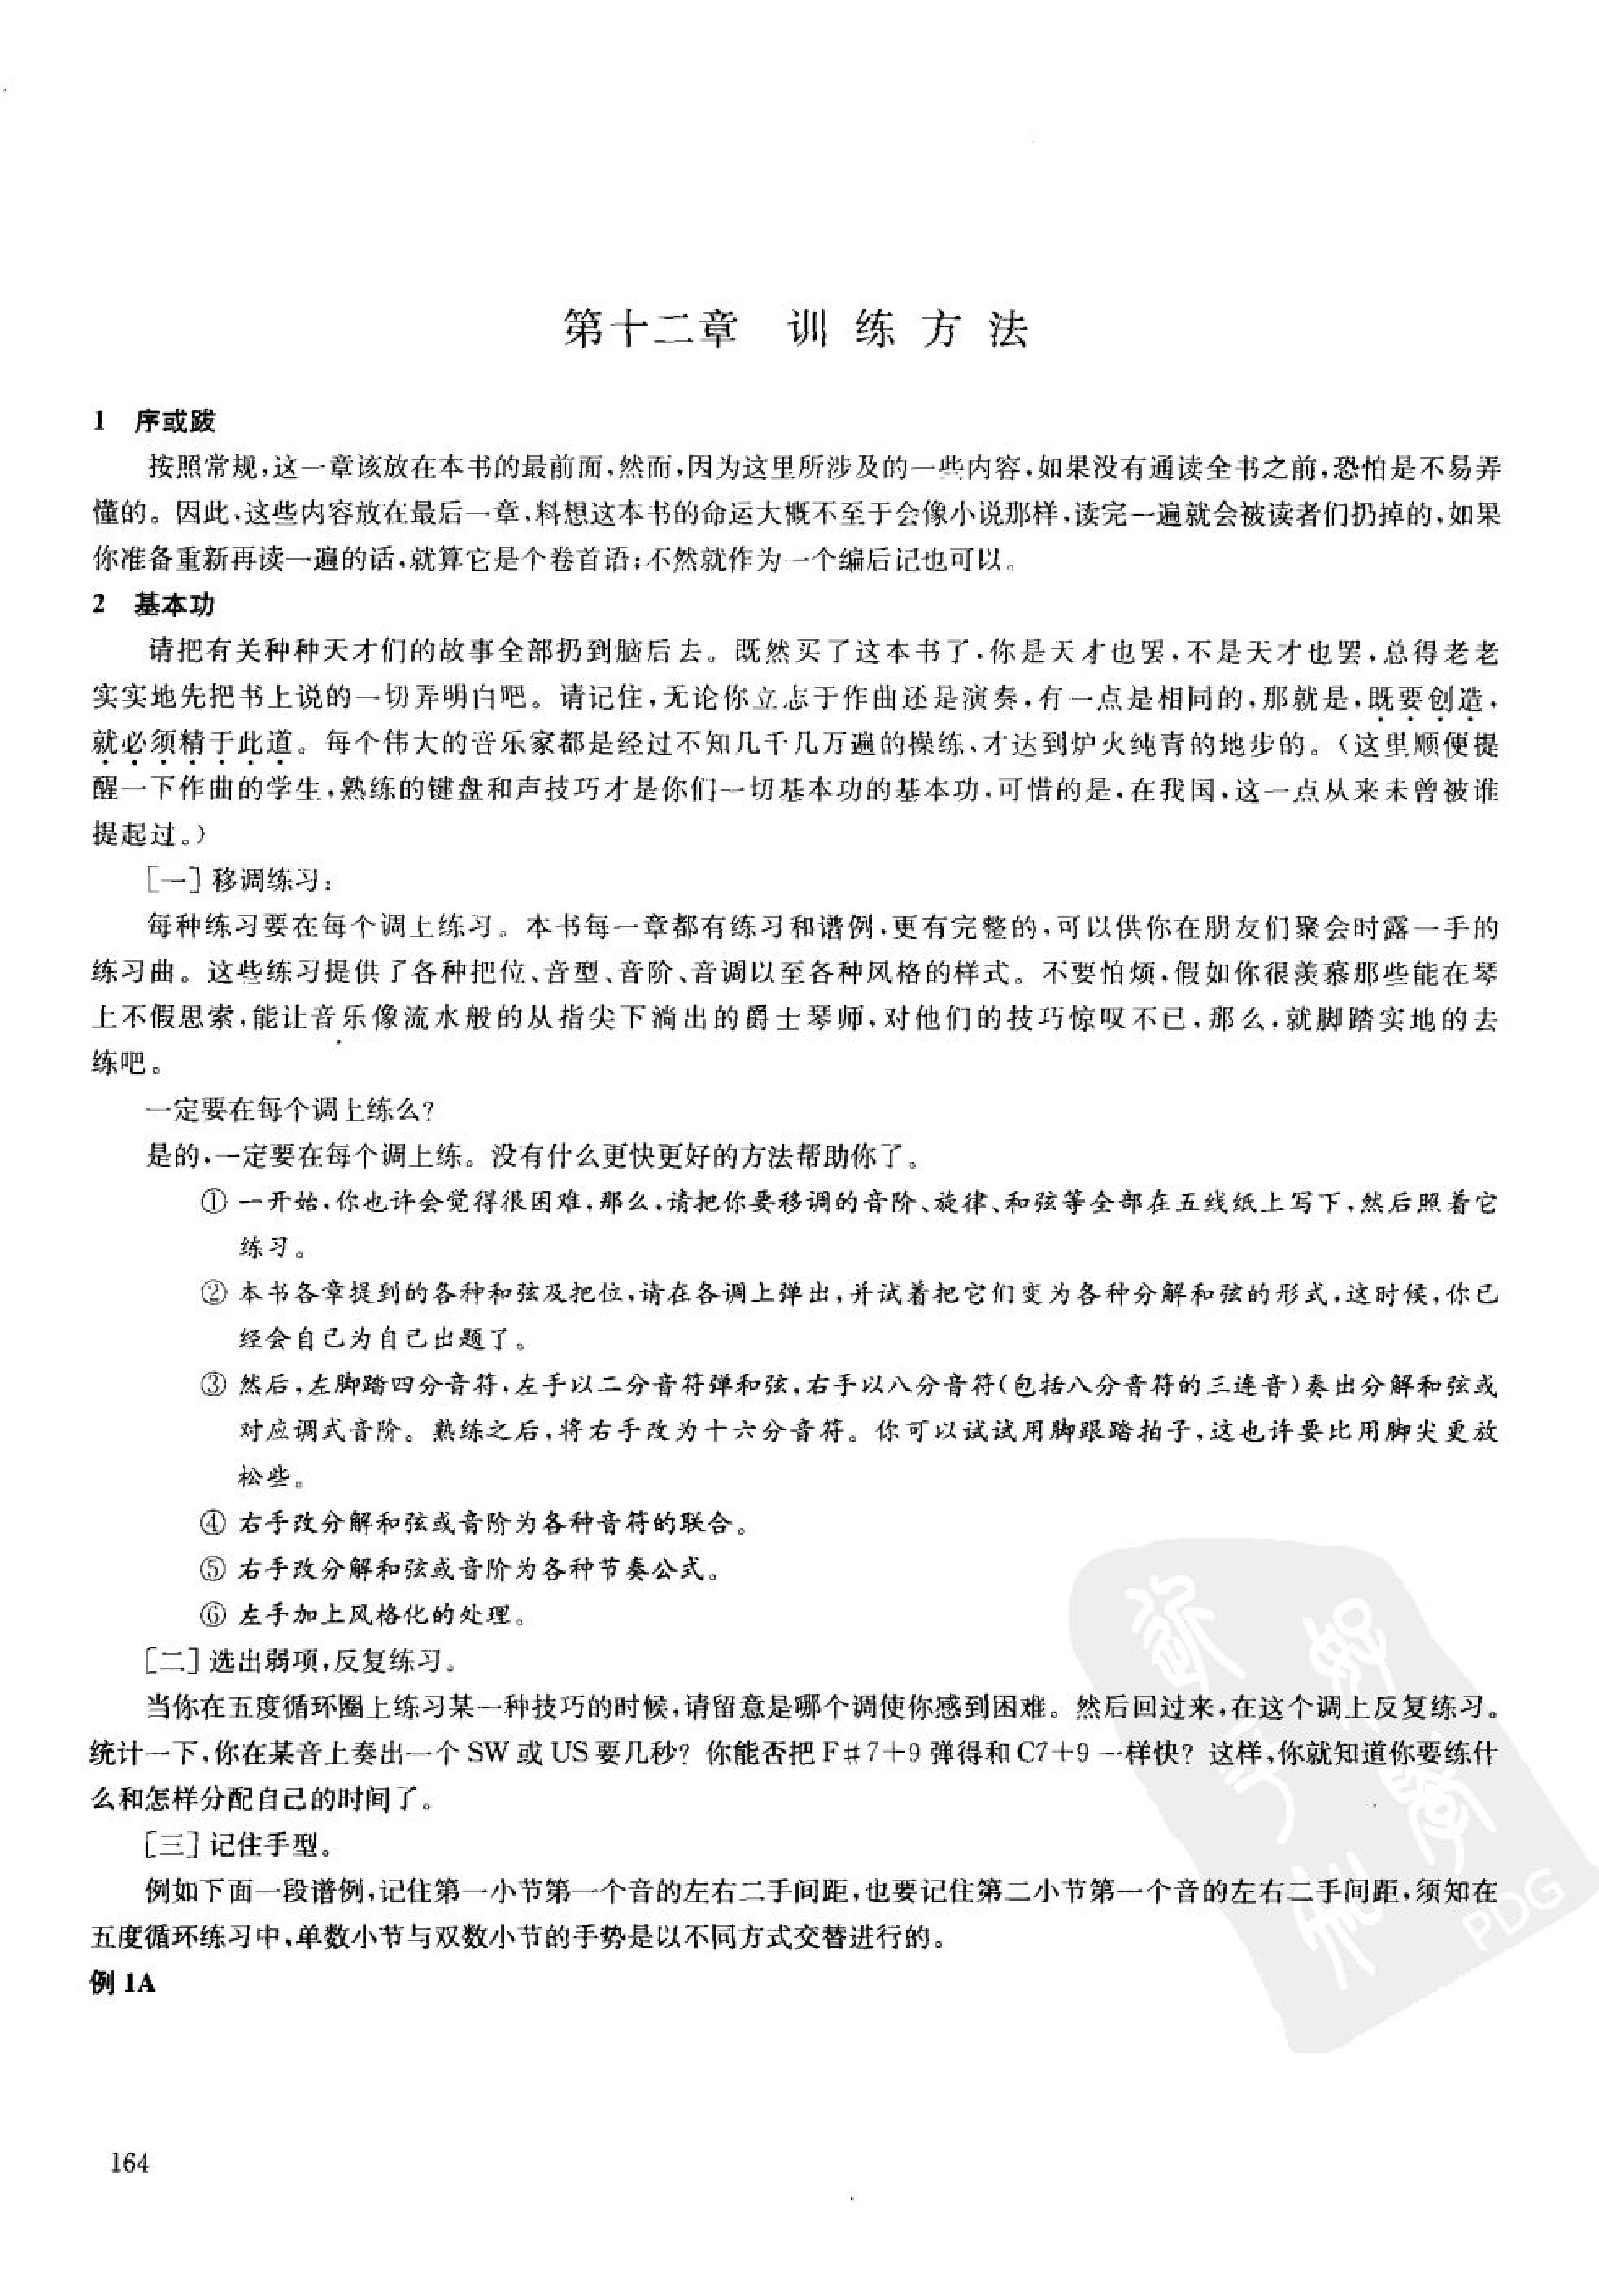 第十二章 训练方法
1 序或跋
按照常规,这一章该放在本书的最前面,然而,因为这里所涉及的一些内容,如果没有通读全书之前,恐怕是不易弄
懂的。因此,这些内容放在最后一章,料想这本书的命运大概不至于会像小说那样,读完一遍就会被读者们扔掉的,如果
你准备重新再读一遍的话,就算它是个卷首语;不然就作为一个编后记也可以。
2 基本功
请把有关种种天才们的故事全部扔到脑后去。既然买了这本书了,你是天才也罢,不是天才也罢,总得老老
实实地先把书上说的一切弄明白吧。请记住,无论你立志于作曲还是演奏,有一点是相同的,那就是,既要创造,
就必须精于此道。每个伟大的音乐家都是经过不知几千几万遍的操练、才达到炉火纯青的地步的。(这里顺便提
醒一下作曲的学生,熟练的键盘和声技巧才是你们一切基本功的基本功,可惜的是,在我国,这一点从来未曾被谁
提起过。)
[一]移调练习:
每种练习要在每个调上练习。本书每一章都有练习和谱例,更有完整的,可以供你在朋友们聚会时露一手的
练习曲。这些练习提供了各种把位、音型、音阶、音调以至各种风格的样式。不要怕烦,假如你很羡慕那些能在琴
上不假思索,能让音乐像流水般的从指尖下淌出的爵士琴师,对他们的技巧惊叹不已,那么,就脚踏实地的去
练吧。
一定要在每个调上练么?
是的,一定要在每个调上练。没有什么更快更好的方法帮助你了。
① 一开始,你也许会觉得很困难,那么,请把你要移调的音阶、旋律、和弦等全部在五线纸上写下,然后照着它
练习。
② 本书各章提到的各种和弦及把位,请在各调上弹出,并试着把它们变为各种分解和弦的形式,这时候,你已
经会自己为自己出题了。
③ 然后,左脚踏四分音符,左手以二分音符弹和弦,右手以八分音符(包括八分音符的三连音)奏出分解和弦或
对应调式音阶。熟练之后,将右手改为十六分音符。你可以试试用脚跟踏拍子,这也许要比用脚尖更放
松些。
④ 右手改分解和弦或音阶为各种音符的联合。
⑤ 右手改分解和弦或音阶为各种节奏公式。
⑥ 左手加上风格化的处理。
[二]选出弱项,反复练习。
当你在五度循环圈上练习某一种技巧的时候,请留意是哪个调使你感到困难。然后回过来,在这个调上反复练习。
统计一下,你在某音上奏出一个 SW 或 US 要几秒? 你能否把 F#7+9 弹得和 C7+9 一样快? 这样,你就知道你要练什
么和怎样分配自己的时间了。
[三]记住手型。
例如下面一段谱例,记住第一小节第一个音的左右二手间距,也要记住第二小节第一个音的左右二手间距,须知在
五度循环练习中,单数小节与双数小节的手势是以不同方式交替进行的。
例 1A
PDG
164